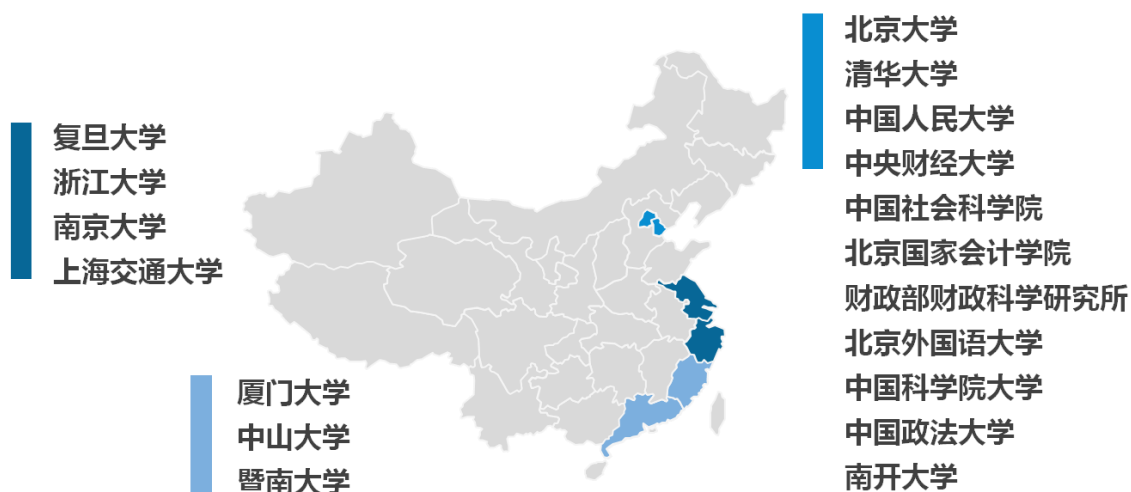 复旦大学
浙江大学
南京大学
上海交通大学
厦门大学
中山大学
暨南大学
北京大学
清华大学
中国人民大学
中央财经大学
中国社会科学院
北京国家会计学院
财政部财政科学研究所
北京外国语大学
中国科学院大学
中国政法大学
南开大学